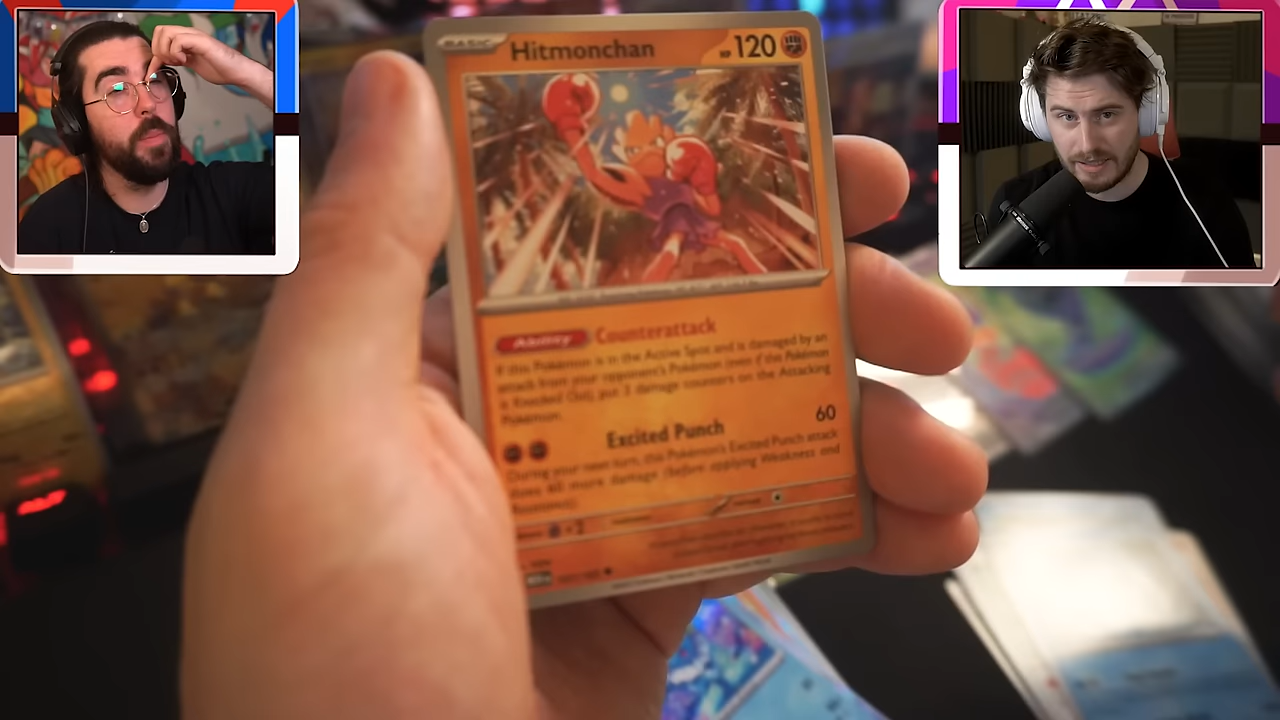 BASIC
Hitmonchan
HP 120
Ability Counterattack
If this Pokémon is in the Active Spot and is damaged by an
attack from your opponent's Pokémon (even if this Pokémon
is Knocked Out), put 3 damage counters on the Attacking
Pokémon.
Excited Punch 60
During your next turn, this Pokémon's Excited Punch attack
does 60 more damage (before applying Weakness and
Resistance).